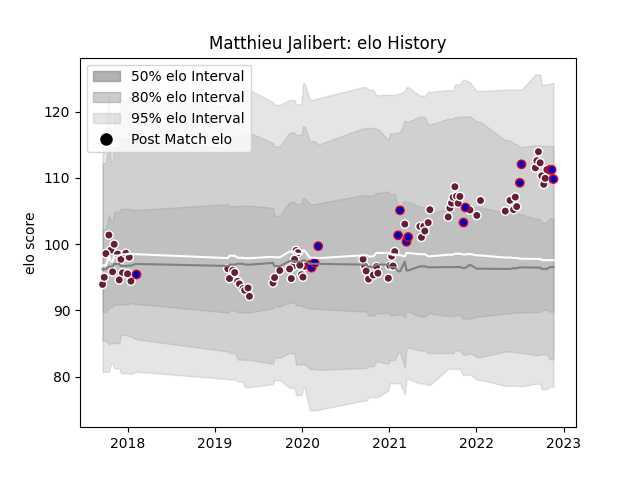 Matthieu Jalibert: elo History
50% elo Interval
80% elo Interval
95% elo Interval
Post Match elo
elo score
120
110
100
90
80
2018
2019
2020
2021
2022
2023